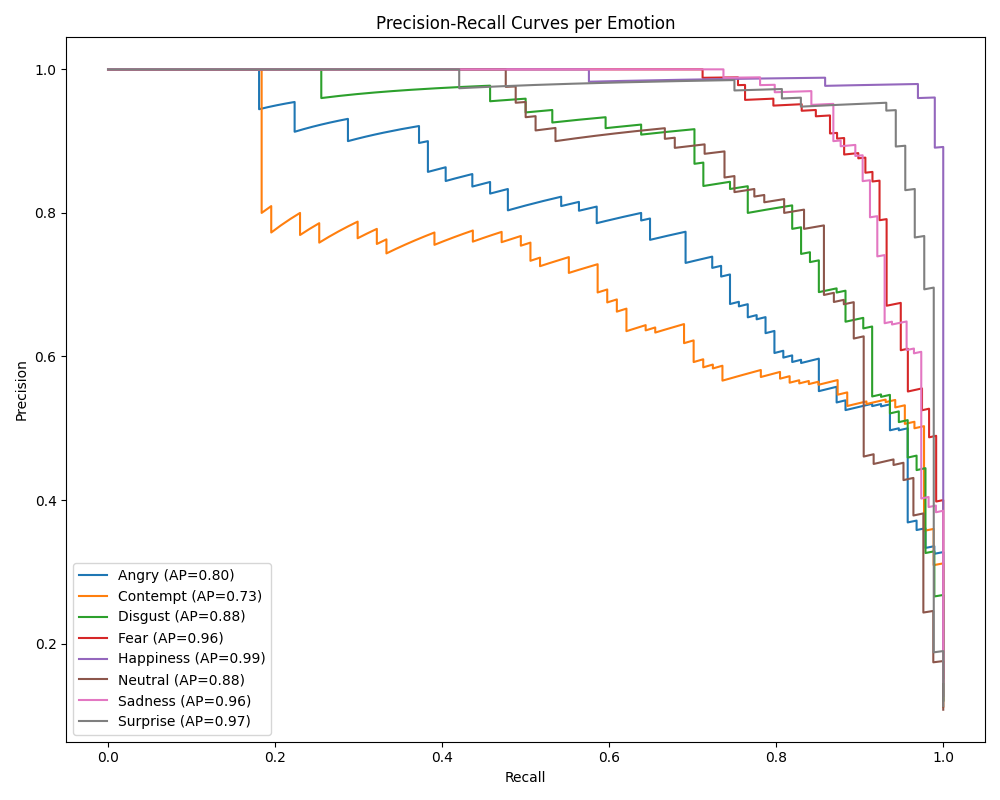 Precision-Recall Curves per Emotion
Precision
1.0
0.8
0.6
0.4
0.2
Angry (AP=0.80)
Contempt (AP=0.73)
Disgust (AP=0.88)
Fear (AP=0.96)
Happiness (AP=0.99)
Neutral (AP=0.88)
Sadness (AP=0.96)
Surprise (AP=0.97)
0.0 0.2 0.4 0.6 0.8 1.0
Recall